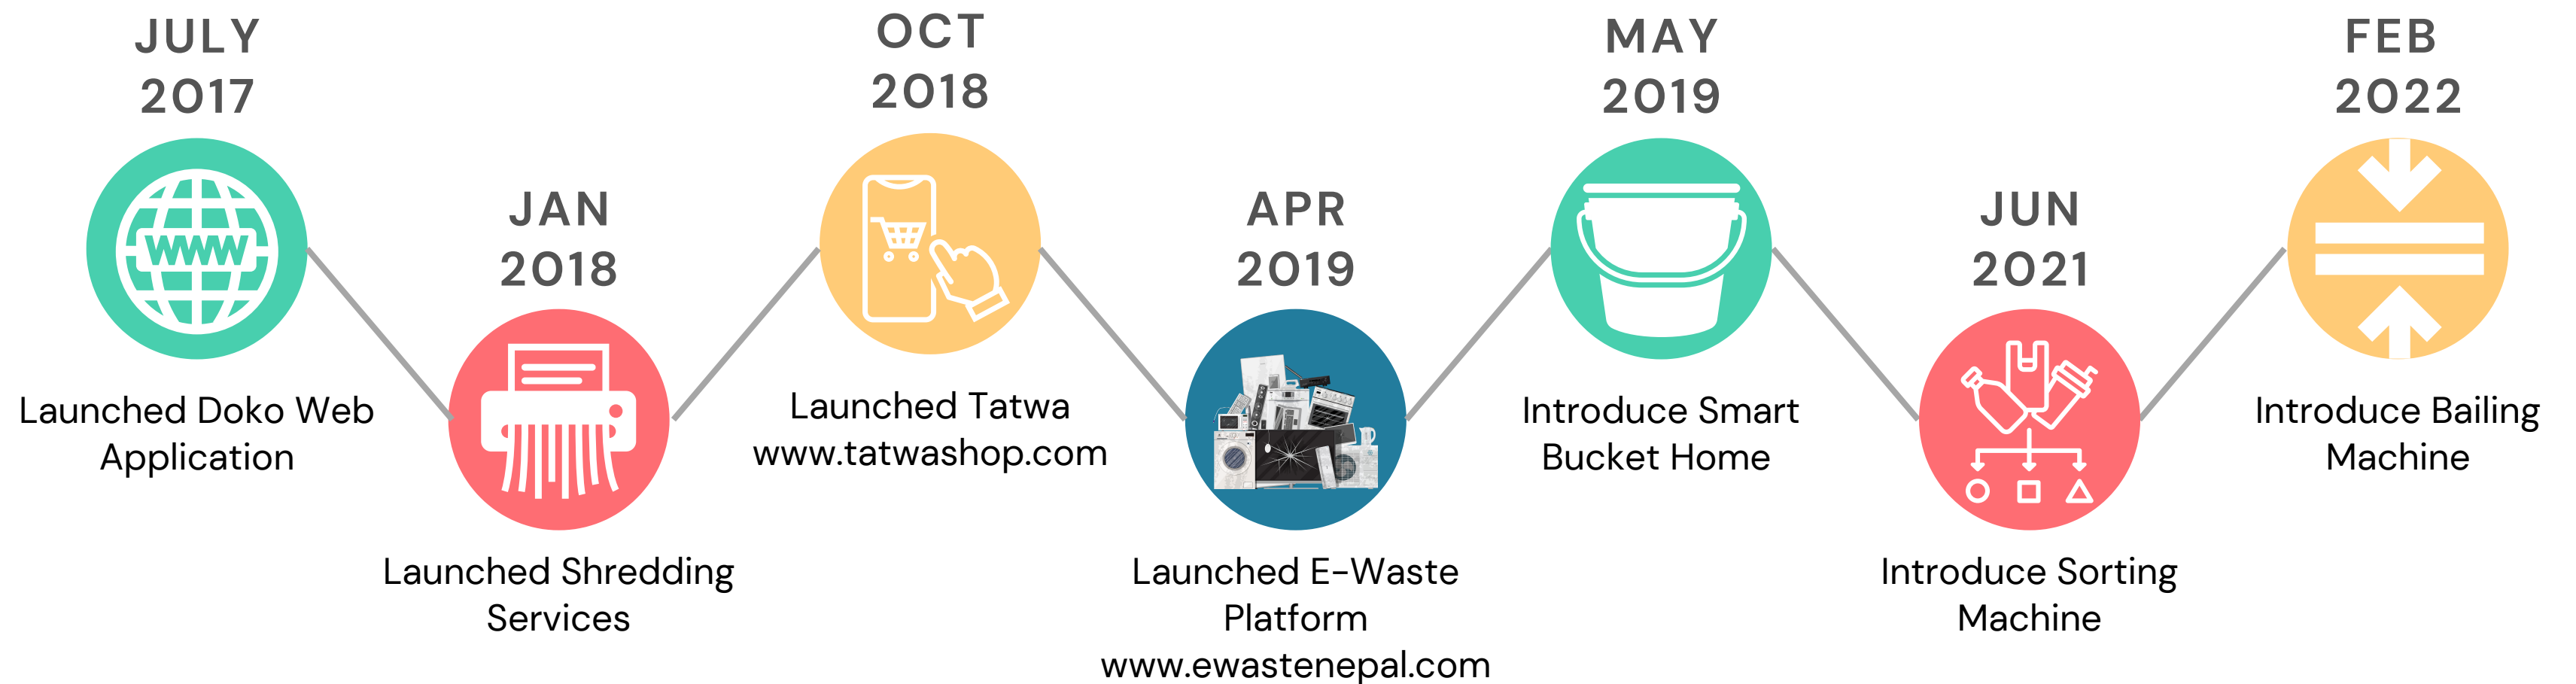 JULY
2017
WWW
Launched Doko Web
Application
JAN
2018
Launched Shredding
Services
OCT
2018
Launched Tatwa
www.tatwashop.com
APR
2019
Launched E-Waste
Platform
www.ewastenepal.com
MAY
2019
Introduce Smart
Bucket Home
JUN
2021
Introduce Sorting
Machine
FEB
2022
Introduce Bailing
Machine